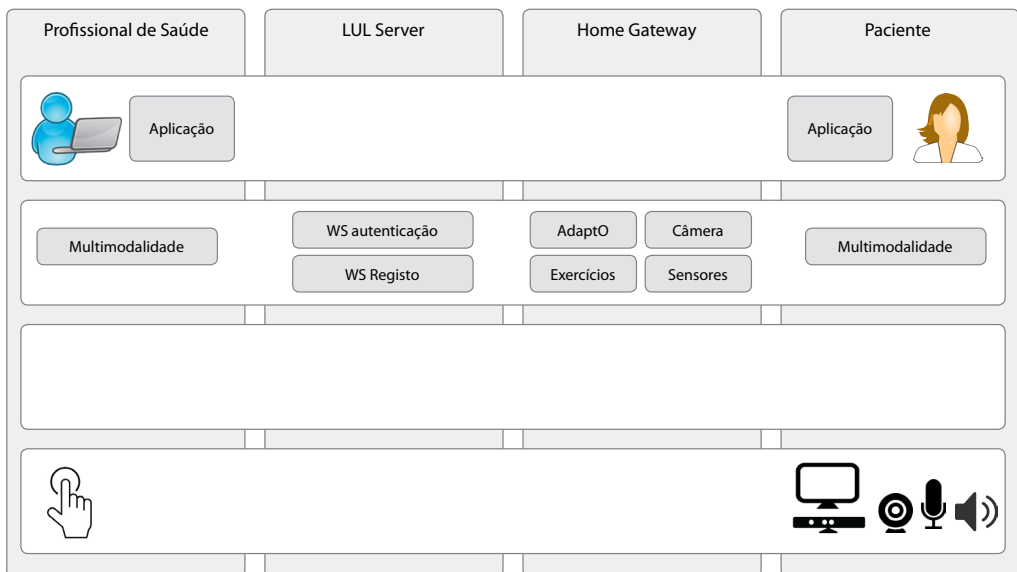 Profissional de Saúde
LUL Server
Home Gateway
Paciente
Aplicação
Aplicação
Multimodalidade
WS autenticação
AdaptO
Câmera
Multimodalidade
WS Registo
Exercícios
Sensores